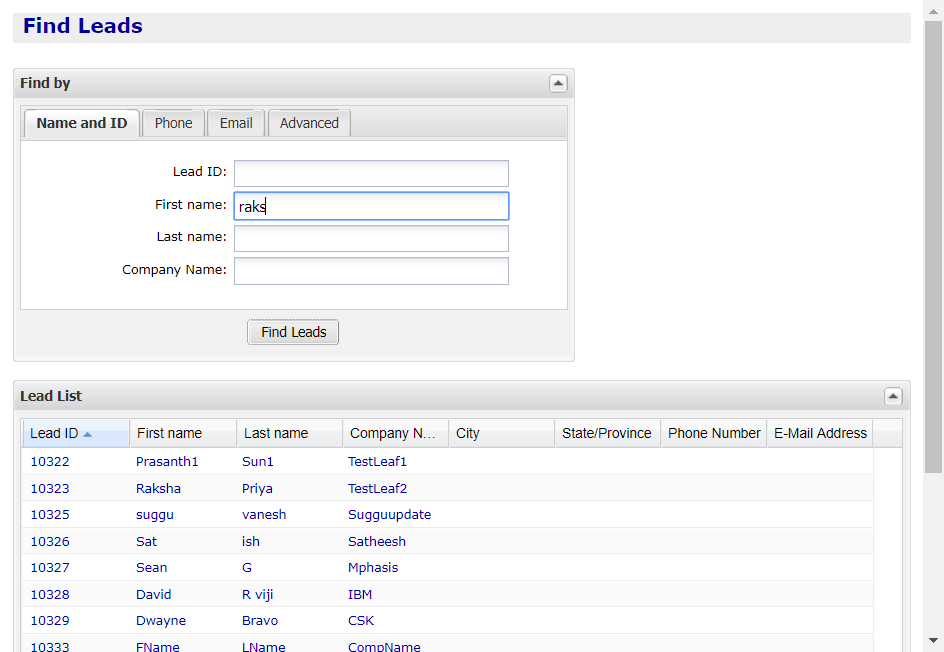 Find Leads
Find by
Name and ID Phone Email Advanced
Lead ID:
First name: raks
Last name:
Company Name:
Find Leads
Lead List
Lead ID First name Last name Company N... City State/Province Phone Number E-Mail Address
10322 Prasanth1 Sun1 TestLeaf1
10323 Raksha Priya TestLeaf2
10325 suggu vanesh Sugguupdate
10326 Sat ish Satheesh
10327 Sean G Mphasis
10328 David R viji IBM
10329 Dwayne Bravo CSK
10333 FName LName CompName